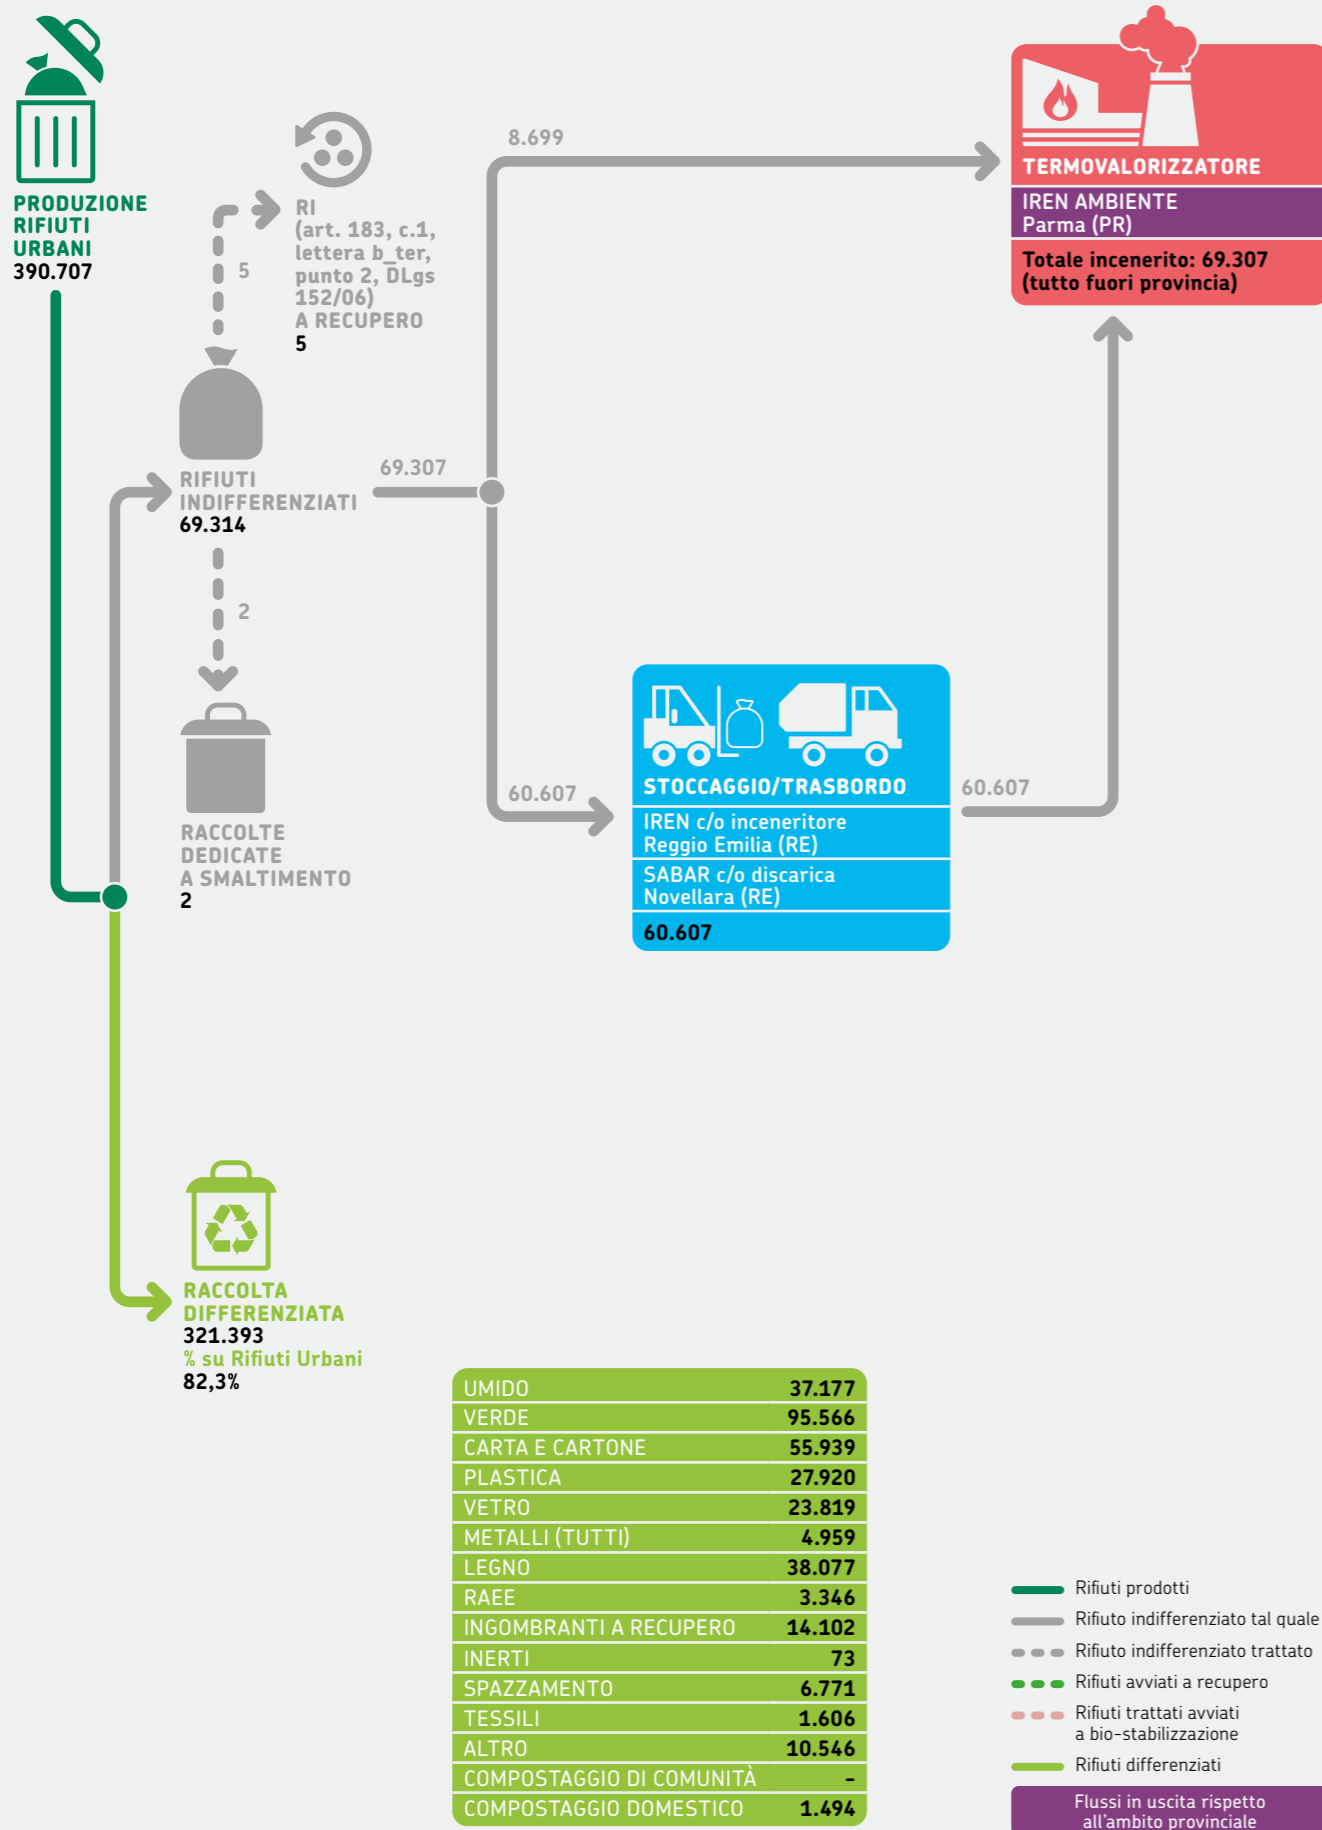 PRODUZIONE
RIFIUTI
URBANI
390.707
RI
(art. 183, c.1,
lettera b_ter,
punto 2, DLgs
152/06)
A RECUPERO
5
5
RIFIUTI
INDIFFERENZIATI
69.314
2
RACCOLTE
DEDICATE
A SMALTIMENTO
2
69.307
8.699
60.607
TERMOVALORIZZATORE
IREN AMBIENTE
Parma (PR)
Totale incenerito: 69.307
(tutto fuori provincia)
STOCCAGGIO/TRASBORDO
IREN c/o inceneritore
Reggio Emilia (RE)
SABAR c/o discarica
Novellara (RE)
60.607
60.607
RACCOLTA
DIFFERENZIATA
321.393
% su Rifiuti Urbani
82,3%
UMIDO 37.177
VERDE 95.566
CARTA E CARTONE 55.939
PLASTICA 27.920
VETRO 23.819
METALLI (TUTTI) 4.959
LEGNO 38.077
RAEE 3.346
INGOMBRANTI A RECUPERO 14.102
INERTI 73
SPAZZAMENTO 6.771
TESSILI 1.606
ALTRO 10.546
COMPOSTAGGIO DI COMUNITÀ -
COMPOSTAGGIO DOMESTICO 1.494
Rifiuti prodotti
Rifiuto indifferenziato tal quale
Rifiuto indifferenziato trattato
Rifiuti avviati a recupero
Rifiuti trattati avviati
a bio-stabilizzazione
Rifiuti differenziati
Flussi in uscita rispetto
all'ambito provinciale